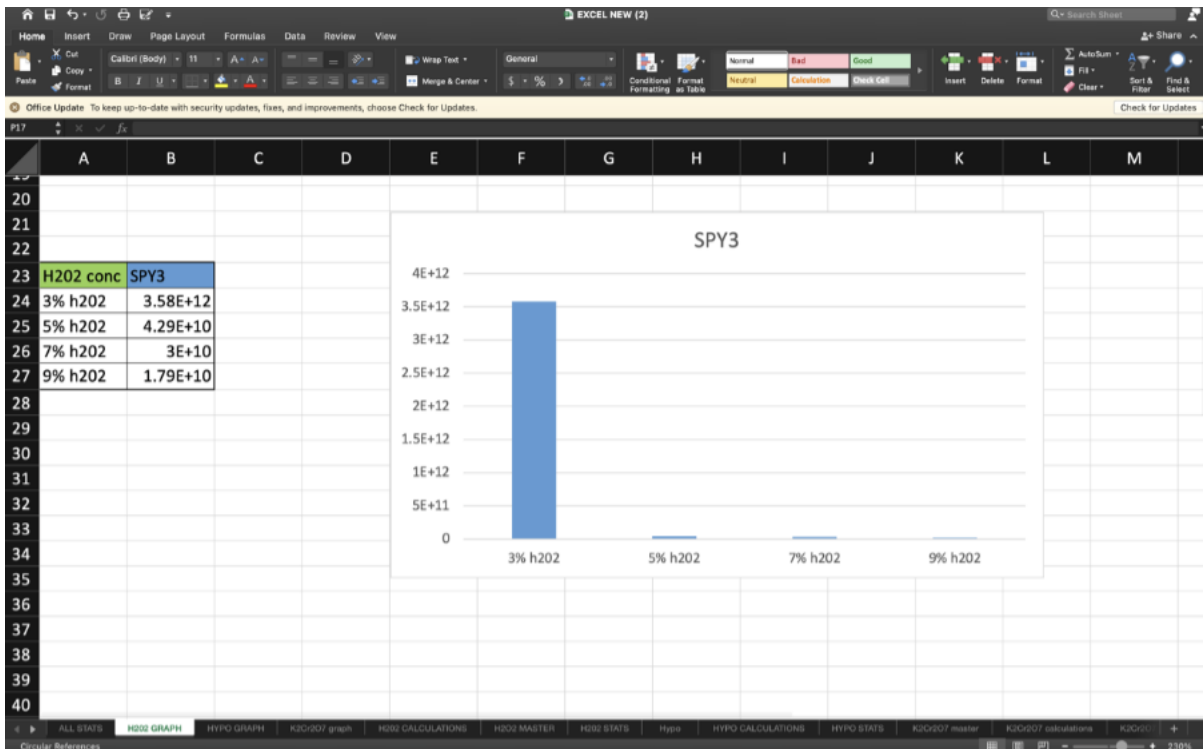 EXCEL NEW (2)
Search Sheet
Home Insert Draw Page Layout Formulas Data Review View
Share
Paste
Cut
Copy
Format
Calibri (Body) 11 A A
B I U A
Wrap Text
Merge & Center
General
$ %
Conditional Formatting
Format as Table
Normal Bad Good
Neutral Calculation Check Cell
Insert Delete Format
AutoSum
Fill
Clear
Sort & Filter
Find & Select
Office Update To keep up-to-date with security updates, fixes, and improvements, choose Check for Updates.
Check for Updates
P17 fx
A B C D E F G H I J K L M
19
20
21
22
23 H202 conc SPY3
24 3% h202 3.58E+12
25 5% h202 4.29E+10
26 7% h202 3E+10
27 9% h202 1.79E+10
28
29
30
31
32
33
34
35
36
37
38
39
40
SPY3
4E+12
3.5E+12
3E+12
2.5E+12
2E+12
1.5E+12
1E+12
5E+11
0
3% h202 5% h202 7% h202 9% h202
ALL STATS H202 GRAPH HYPO GRAPH K2Cr2O7 graph H202 CALCULATIONS H2O2 MASTER H202 STATS Hypo HYPO CALCULATIONS HYPO STATS K2Cr2O7 master K2Cr2O7 calculations
Circular References
230%